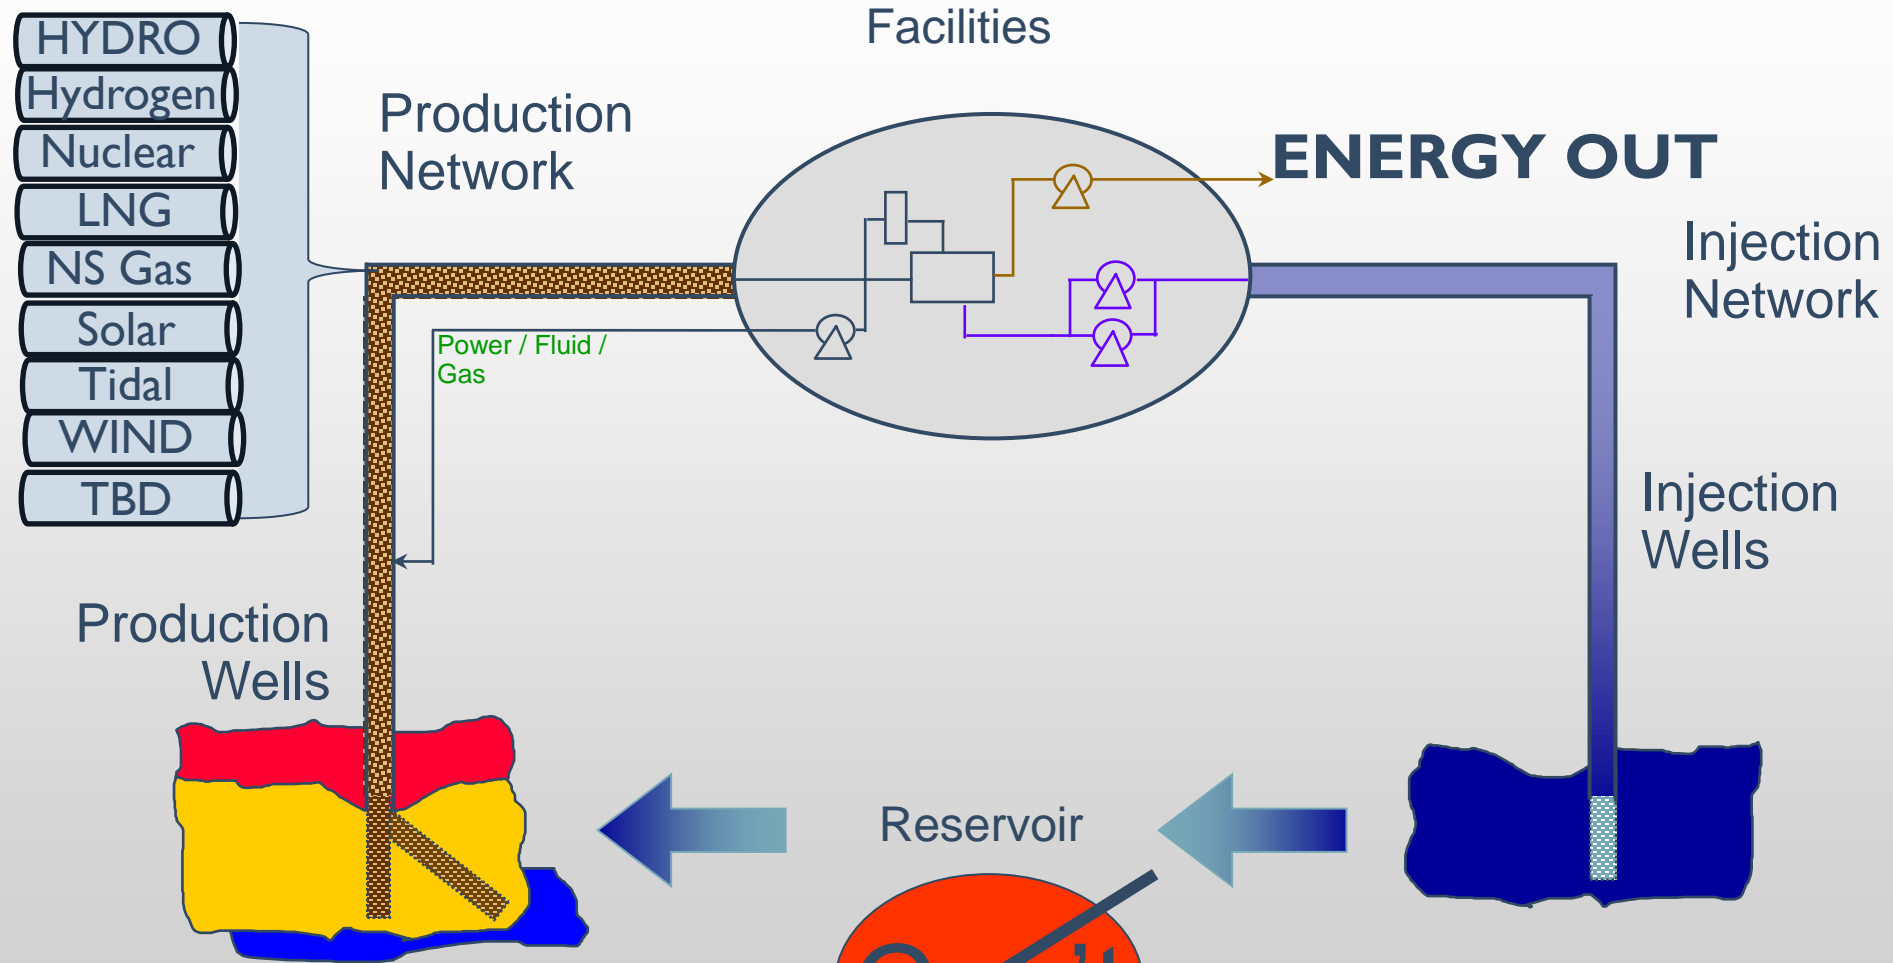 Facilities
HYDRO
Hydrogen
Nuclear
LNG
NS Gas
Solar
Tidal
WIND
TBD
Production
Network
ENERGY OUT
Injection
Network
Power / Fluid /
Gas
Injection
Wells
Production
Wells
Reservoir